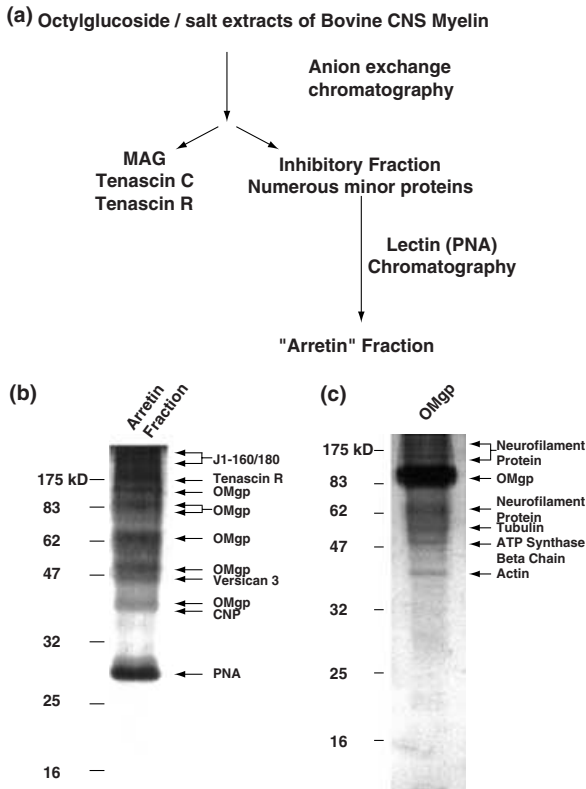 (a) Octylglucoside / salt extracts of Bovine CNS Myelin
Anion exchange
chromatography
MAG
Tenascin C
Tenascin R
Inhibitory Fraction
Numerous minor proteins
Lectin (PNA)
Chromatography
"Arretin" Fraction
(b)
Arretin
Fraction
J1-160/180
175 kD
Tenascin R
OMgp
83
OMgp
62
OMgp
47
OMgp
Versican 3
OMgp
CNP
32
PNA
25
16
(c)
OMgp
175 kD
Neurofilament
Protein
83
OMgp
62
Neurofilament
Protein
Tubulin
47
ATP Synthase
Beta Chain
Actin
32
25
16